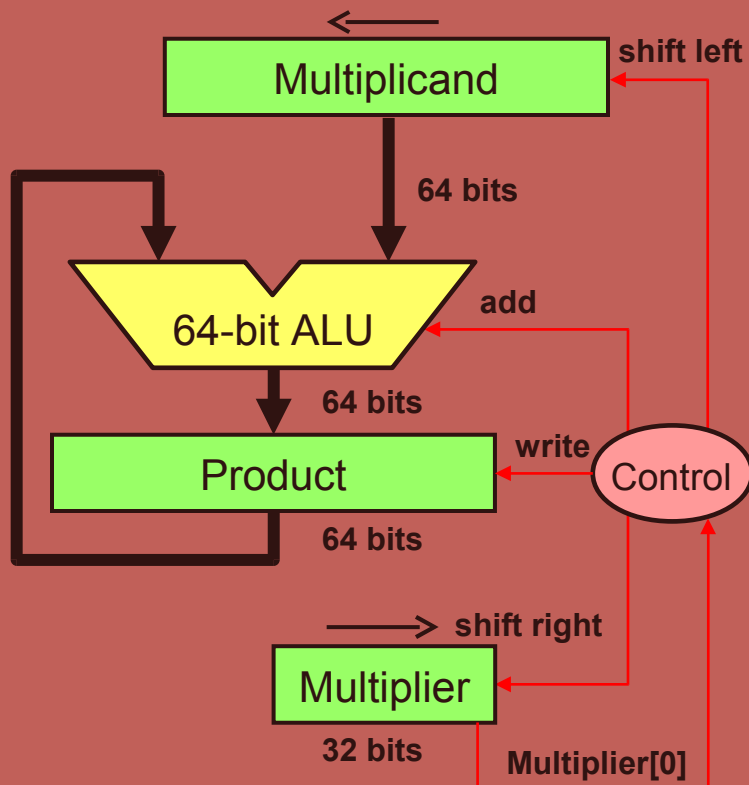 shift left
Multiplicand
64 bits
add
64-bit ALU
64 bits
write
Product
Control
64 bits
shift right
Multiplier
32 bits
Multiplier[0]